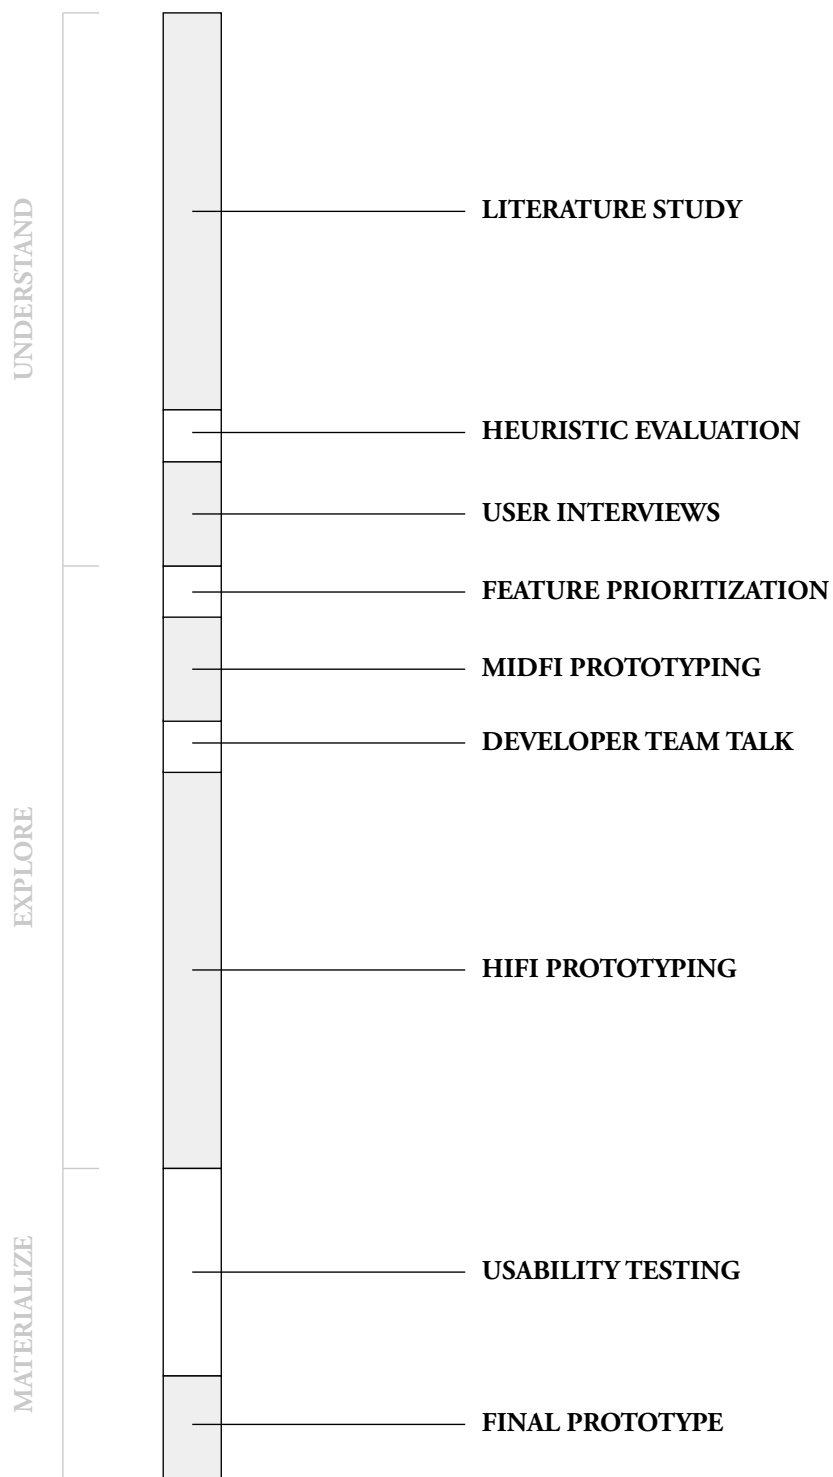 UNDERSTAND
LITERATURE STUDY
HEURISTIC EVALUATION
USER INTERVIEWS
EXPLORE
FEATURE PRIORITIZATION
MIDFI PROTOTYPING
DEVELOPER TEAM TALK
HIFI PROTOTYPING
MATERIALIZE
USABILITY TESTING
FINAL PROTOTYPE